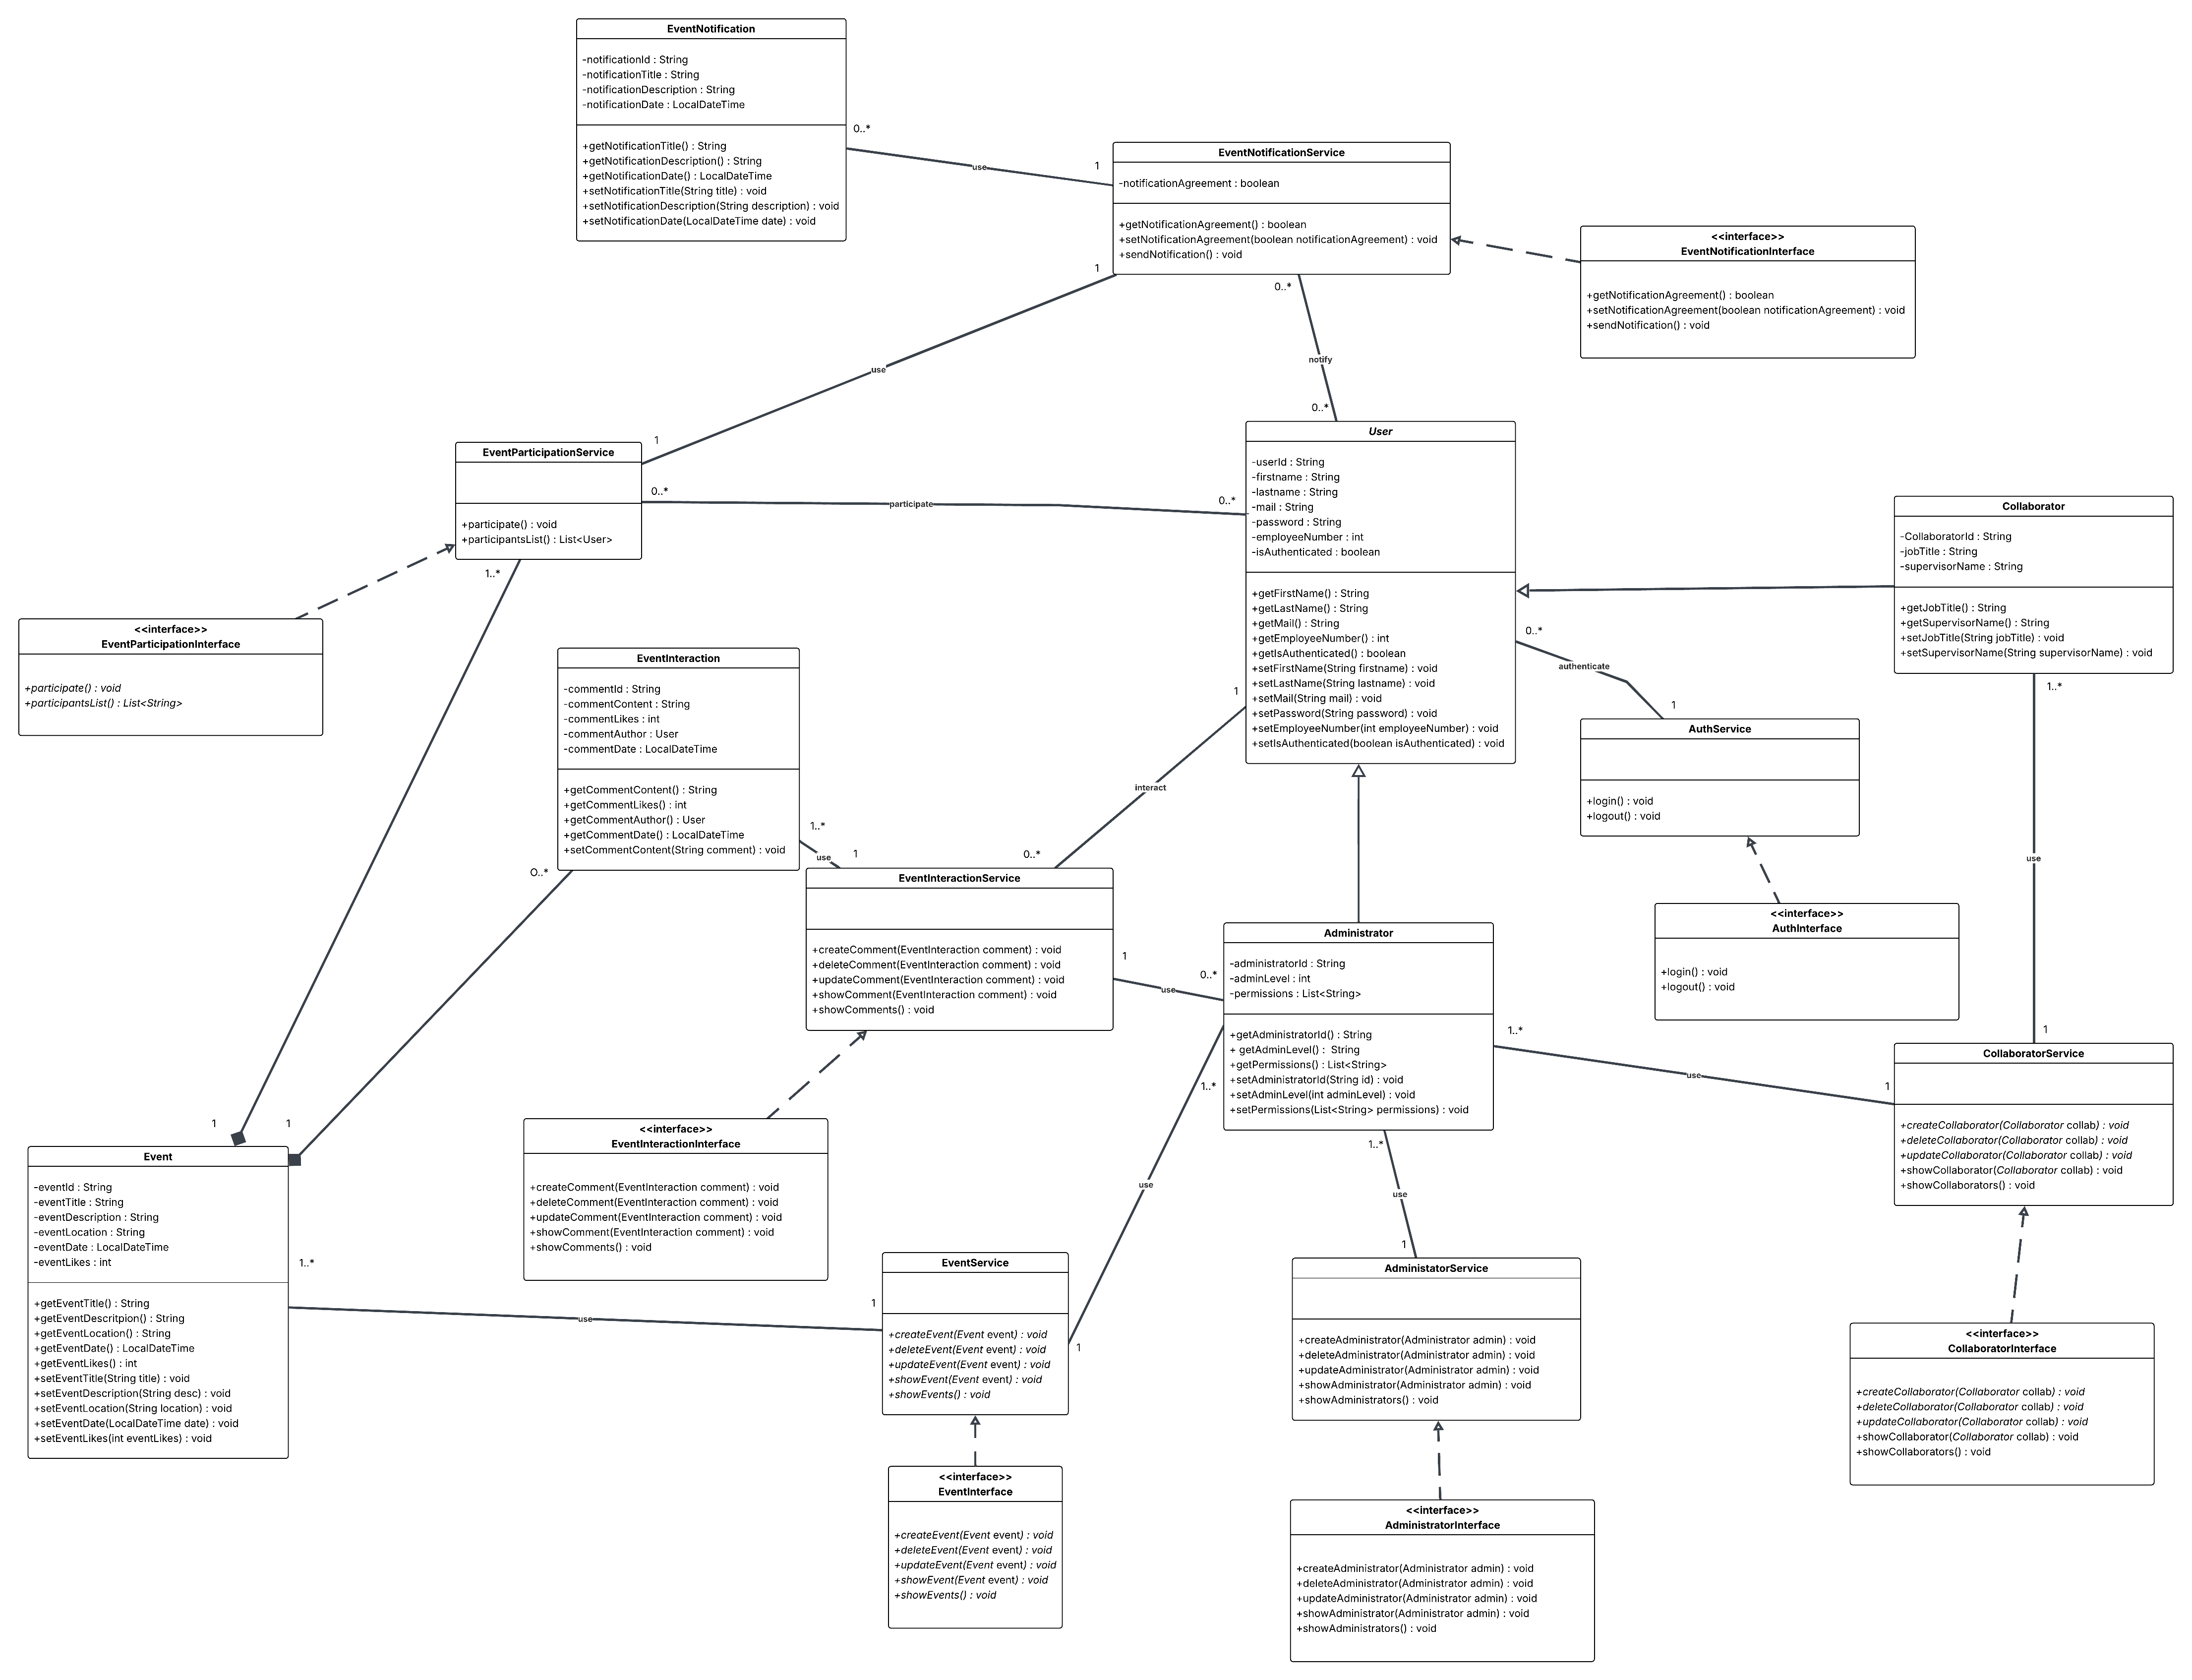 EventNotification
-notificationId : String
-notificationTitle : String
-notificationDescription : String
-notificationDate : LocalDateTime
+getNotificationTitle() : String
+getNotificationDescription() : String
+getNotificationDate() : LocalDateTime
+setNotificationTitle(String title) : void
+setNotificationDescription(String description) : void
+setNotificationDate(LocalDateTime date) : void
0..*
use
1
EventNotificationService
-notificationAgreement : boolean
+getNotificationAgreement() : boolean
+setNotificationAgreement(boolean notificationAgreement) : void
+sendNotification() : void
<<interface>>
EventNotificationInterface
+getNotificationAgreement() : boolean
+setNotificationAgreement(boolean notificationAgreement) : void
+sendNotification() : void
1
use
1
0..*
notify
0..*
EventParticipationService
+participate() : void
+participantsList() : List<User>
0..*
participate
0..*
User
-userId : String
-firstname : String
-lastname : String
-mail : String
-password : String
-employeeNumber : int
-isAuthenticated : boolean
+getFirstName() : String
+getLastName() : String
+getMail() : String
+getEmployeeNumber() : int
+getIsAuthenticated() : boolean
+setFirstName(String firstname) : void
+setLastName(String lastname) : void
+setMail(String mail) : void
+setPassword(String password) : void
+setEmployeeNumber(int employeeNumber) : void
+setIsAuthenticated(boolean isAuthenticated) : void
Collaborator
-CollaboratorId : String
-jobTitle : String
-supervisorName : String
+getJobTitle() : String
+getSupervisorName() : String
+setJobTitle(String jobTitle) : void
+setSupervisorName(String supervisorName) : void
1..*
<<interface>>
EventParticipationInterface
+participate() : void
+participantsList() : List<String>
EventInteraction
-commentId : String
-commentContent : String
-commentLikes : int
-commentAuthor : User
-commentDate : LocalDateTime
+getCommentContent() : String
+getCommentLikes() : int
+getCommentAuthor() : User
+getCommentDate() : LocalDateTime
+setCommentContent(String comment) : void
0..*
authenticate
1
AuthService
+login() : void
+logout() : void
1
interact
0..*
1..*
use
1
O..*
1..*
use
1
<<interface>>
AuthInterface
+login() : void
+logout() : void
EventInteractionService
+createComment(EventInteraction comment) : void
+deleteComment(EventInteraction comment) : void
+updateComment(EventInteraction comment) : void
+showComment(EventInteraction comment) : void
+showComments() : void
1
use
0..*
Administrator
-administratorId : String
-adminLevel : int
-permissions : List<String>
+getAdministratorId() : String
+ getAdminLevel() :  String
+getPermissions() : List<String>
+setAdministratorId(String id) : void
+setAdminLevel(int adminLevel) : void
+setPermissions(List<String> permissions) : void
1..*
use
1
CollaboratorService
+createCollaborator(Collaborator collab) : void
+deleteCollaborator(Collaborator collab) : void
+updateCollaborator(Collaborator collab) : void
+showCollaborator(Collaborator collab) : void
+showCollaborators() : void
1
1
Event
-eventId : String
-eventTitle : String
-eventDescription : String
-eventLocation : String
-eventDate : LocalDateTime
-eventLikes : int
+getEventTitle() : String
+getEventDescritpion() : String
+getEventLocation() : String
+getEventDate() : LocalDateTime
+getEventLikes() : int
+setEventTitle(String title) : void
+setEventDescription(String desc) : void
+setEventLocation(String location) : void
+setEventDate(LocalDateTime date) : void
+setEventLikes(int eventLikes) : void
1..*
use
1
<<interface>>
EventInteractionInterface
+createComment(EventInteraction comment) : void
+deleteComment(EventInteraction comment) : void
+updateComment(EventInteraction comment) : void
+showComment(EventInteraction comment) : void
+showComments() : void
1..*
use
1
EventService
+createEvent(Event event) : void
+deleteEvent(Event event) : void
+updateEvent(Event event) : void
+showEvent(Event event) : void
+showEvents() : void
1..*
use
1
AdministatorService
+createAdministrator(Administrator admin) : void
+deleteAdministrator(Administrator admin) : void
+updateAdministrator(Administrator admin) : void
+showAdministrator(Administrator admin) : void
+showAdministrators() : void
<<interface>>
CollaboratorInterface
+createCollaborator(Collaborator collab) : void
+deleteCollaborator(Collaborator collab) : void
+updateCollaborator(Collaborator collab) : void
+showCollaborator(Collaborator collab) : void
+showCollaborators() : void
<<interface>>
EventInterface
+createEvent(Event event) : void
+deleteEvent(Event event) : void
+updateEvent(Event event) : void
+showEvent(Event event) : void
+showEvents() : void
<<interface>>
AdministratorInterface
+createAdministrator(Administrator admin) : void
+deleteAdministrator(Administrator admin) : void
+updateAdministrator(Administrator admin) : void
+showAdministrator(Administrator admin) : void
+showAdministrators() : void